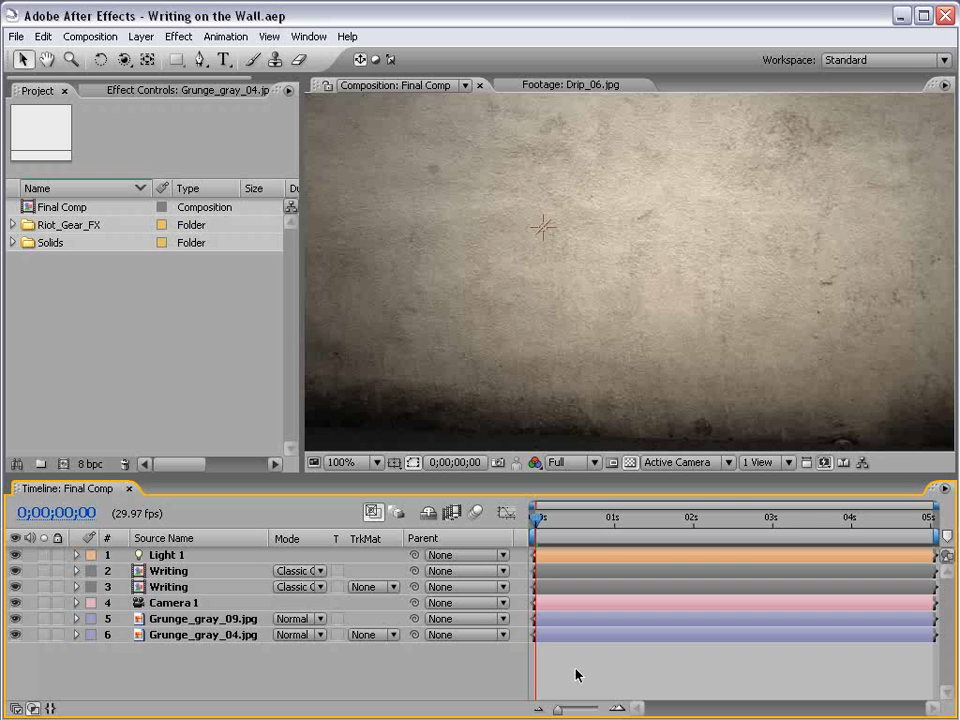 Adobe After Effects - Writing on the Wall.aep
File Edit Composition Layer Effect Animation View Window Help
Workspace: Standard
Project Effect Controls: Grunge_gray_04.jp
Composition: Final Comp Footage: Drip_06.jpg
Name Type Size Du
Final Comp Composition
Riot_Gear_FX Folder
Solids Folder
8 bpc
100% 0;00;00;00 Full Active Camera 1 View
Timeline: Final Comp
0;00;00;00 (29.97 fps)
0s 01s 02s 03s 04s 05s
# Source Name Mode T TrkMat Parent
1 Light 1 None
2 Writing Classic C None
3 Writing Classic C None None
4 Camera 1 None
5 Grunge_gray_09.jpg Normal None
6 Grunge_gray_04.jpg Normal None None